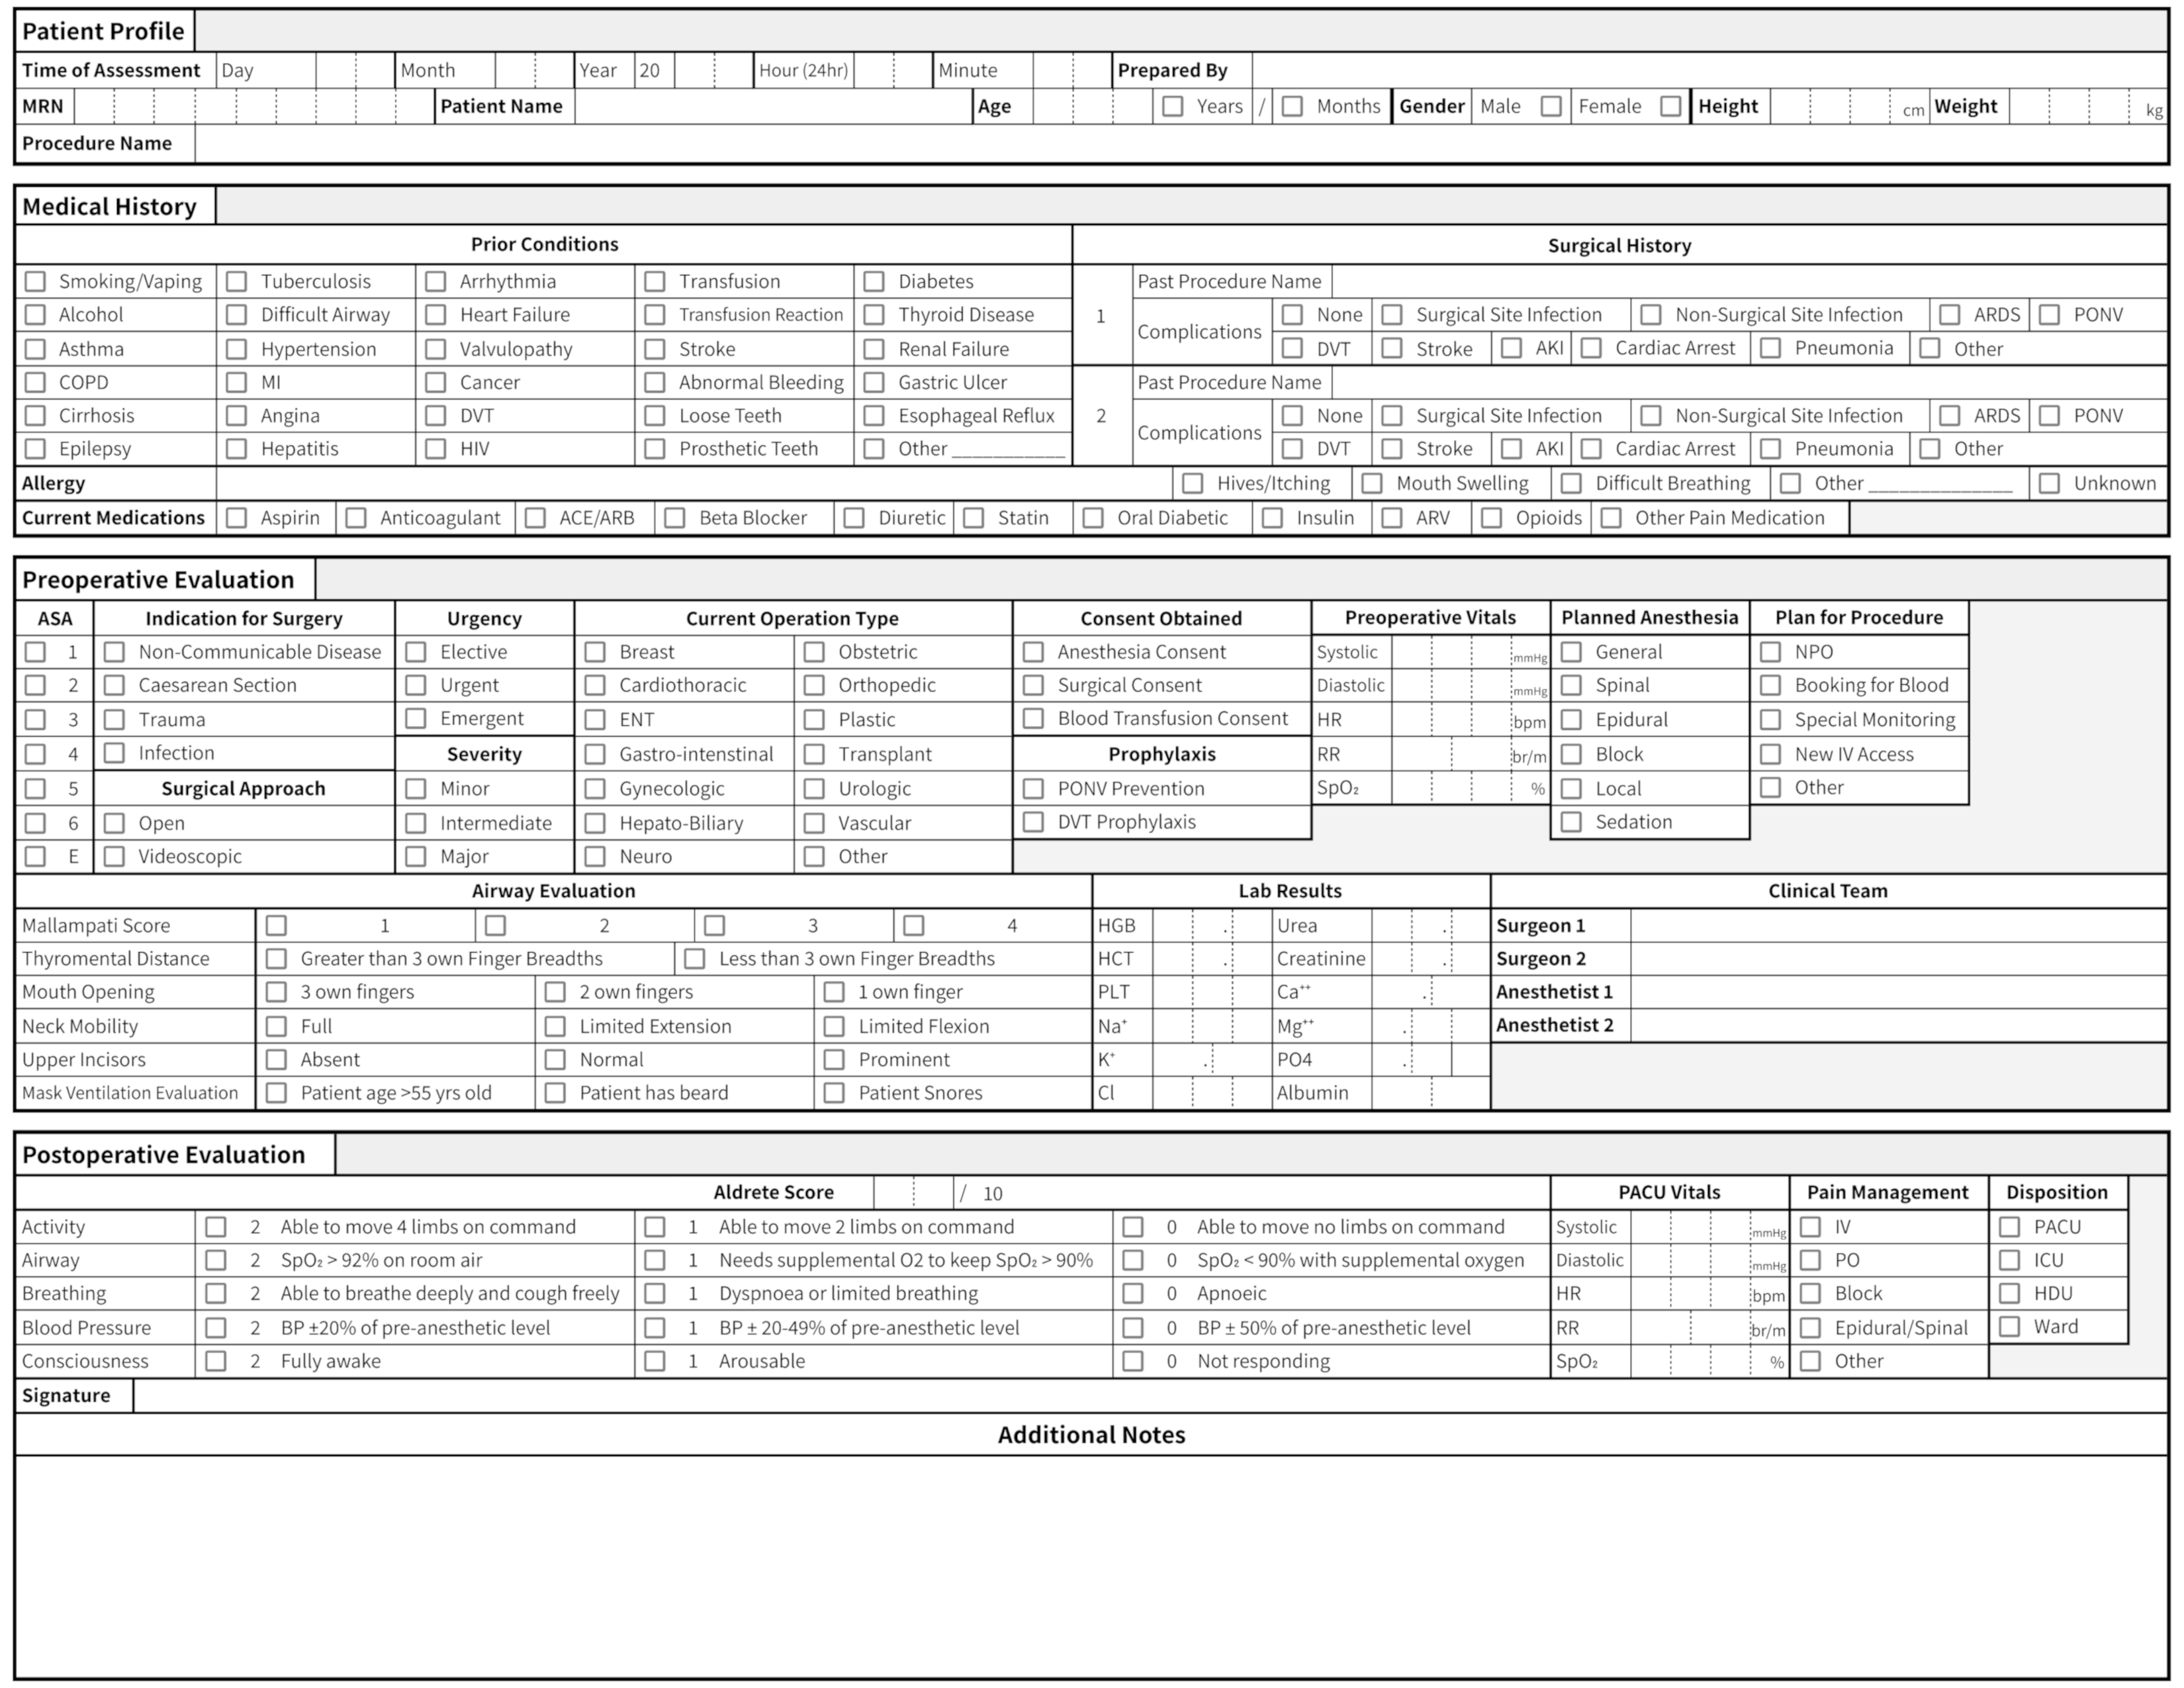 Patient Profile
Time of Assessment Day Month Year 20 Hour (24hr) Minute Prepared By
MRN Patient Name Age Years / Months Gender Male Female Height cm Weight kg
Procedure Name
Medical History
Prior Conditions Surgical History
Smoking/Vaping Tuberculosis Arrhythmia Transfusion Diabetes Past Procedure Name
Alcohol Difficult Airway Heart Failure Transfusion Reaction Thyroid Disease 1 Complications None Surgical Site Infection Non-Surgical Site Infection ARDS PONV
Asthma Hypertension Valvulopathy Stroke Renal Failure DVT Stroke AKI Cardiac Arrest Pneumonia Other
COPD MI Cancer Abnormal Bleeding Gastric Ulcer Past Procedure Name
Cirrhosis Angina DVT Loose Teeth Esophageal Reflux 2 Complications None Surgical Site Infection Non-Surgical Site Infection ARDS PONV
Epilepsy Hepatitis HIV Prosthetic Teeth Other ___________ DVT Stroke AKI Cardiac Arrest Pneumonia Other
Allergy Hives/Itching Mouth Swelling Difficult Breathing Other ______________ Unknown
Current Medications Aspirin Anticoagulant ACE/ARB Beta Blocker Diuretic Statin Oral Diabetic Insulin ARV Opioids Other Pain Medication
Preoperative Evaluation
ASA Indication for Surgery Urgency Current Operation Type Consent Obtained Preoperative Vitals Planned Anesthesia Plan for Procedure
1 Non-Communicable Disease Elective Breast Obstetric Anesthesia Consent Systolic mmHg General NPO
2 Caesarean Section Urgent Cardiothoracic Orthopedic Surgical Consent Diastolic mmHg Spinal Booking for Blood
3 Trauma Emergent ENT Plastic Blood Transfusion Consent HR bpm Epidural Special Monitoring
4 Infection Severity Gastro-intenstinal Transplant Prophylaxis RR br/m Block New IV Access
5 Surgical Approach Minor Gynecologic Urologic PONV Prevention SpO₂ % Local Other
6 Open Intermediate Hepato-Biliary Vascular DVT Prophylaxis Sedation
E Videoscopic Major Neuro Other
Airway Evaluation Lab Results Clinical Team
Mallampati Score 1 2 3 4 HGB . Urea . Surgeon 1
Thyromental Distance Greater than 3 own Finger Breadths Less than 3 own Finger Breadths HCT . Creatinine . Surgeon 2
Mouth Opening 3 own fingers 2 own fingers 1 own finger PLT Ca⁺⁺ . Anesthetist 1
Neck Mobility Full Limited Extension Limited Flexion Na⁺ Mg⁺⁺ . Anesthetist 2
Upper Incisors Absent Normal Prominent K⁺ . PO4 .
Mask Ventilation Evaluation Patient age >55 yrs old Patient has beard Patient Snores Cl Albumin
Postoperative Evaluation
Aldrete Score / 10 PACU Vitals Pain Management Disposition
Activity 2 Able to move 4 limbs on command 1 Able to move 2 limbs on command 0 Able to move no limbs on command Systolic mmHg IV PACU
Airway 2 SpO₂ > 92% on room air 1 Needs supplemental O2 to keep SpO₂ > 90% 0 SpO₂ < 90% with supplemental oxygen Diastolic mmHg PO ICU
Breathing 2 Able to breathe deeply and cough freely 1 Dyspnoea or limited breathing 0 Apnoeic HR bpm Block HDU
Blood Pressure 2 BP ±20% of pre-anesthetic level 1 BP ± 20-49% of pre-anesthetic level 0 BP ± 50% of pre-anesthetic level RR br/m Epidural/Spinal Ward
Consciousness 2 Fully awake 1 Arousable 0 Not responding SpO₂ % Other
Signature
Additional Notes